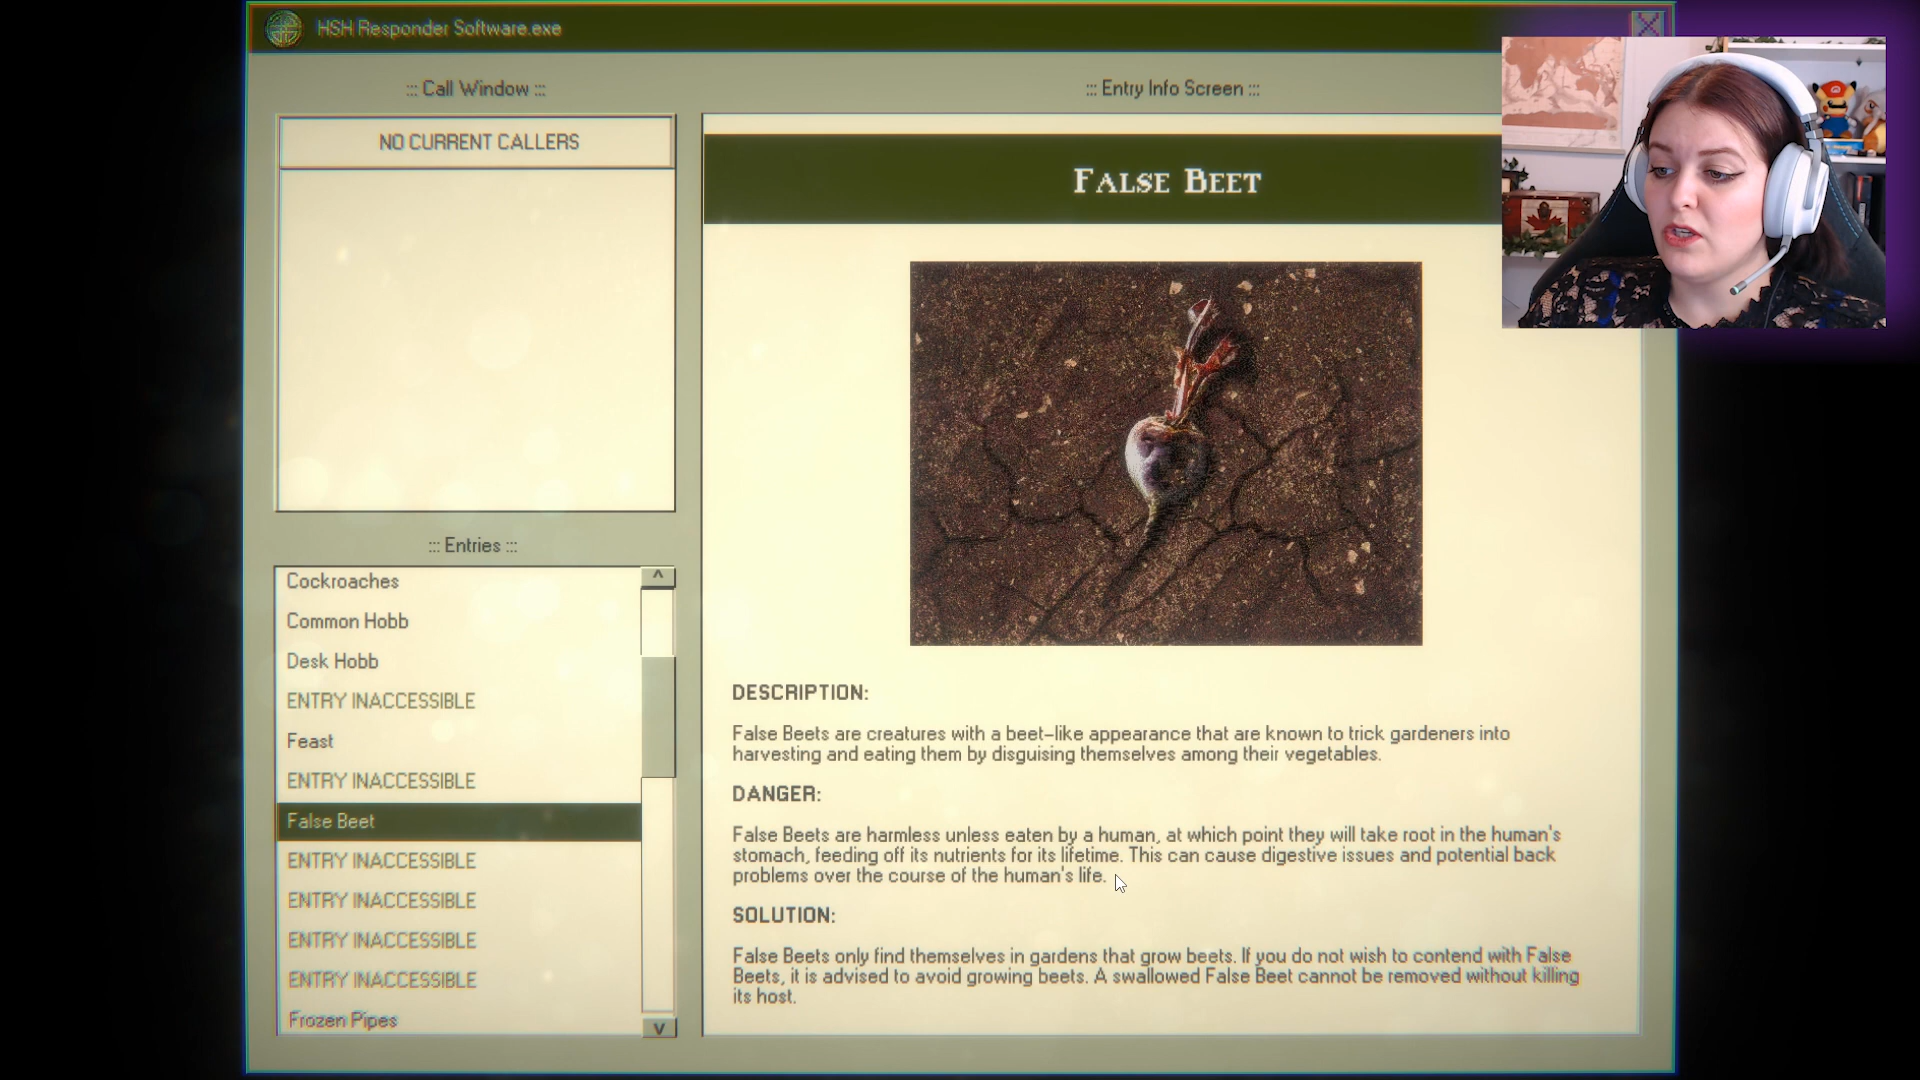 HSH Responder Software.exe
::: Call Window :::
NO CURRENT CALLERS
::: Entries :::
Cockroaches
Common Hobb
Desk Hobb
ENTRY INACCESSIBLE
Feast
ENTRY INACCESSIBLE
False Beet
ENTRY INACCESSIBLE
ENTRY INACCESSIBLE
ENTRY INACCESSIBLE
ENTRY INACCESSIBLE
Frozen Pipes
::: Entry Info Screen :::
False Beet
DESCRIPTION:
False Beets are creatures with a beet-like appearance that are known to trick gardeners into
harvesting and eating them by disguising themselves among their vegetables.
DANGER:
False Beets are harmless unless eaten by a human, at which point they will take root in the human's
stomach, feeding off its nutrients for its lifetime. This can cause digestive issues and potential back
problems over the course of the human's life.
SOLUTION:
False Beets only find themselves in gardens that grow beets. If you do not wish to contend with False
Beets, it is advised to avoid growing beets. A swallowed False Beet cannot be removed without killing
its host.